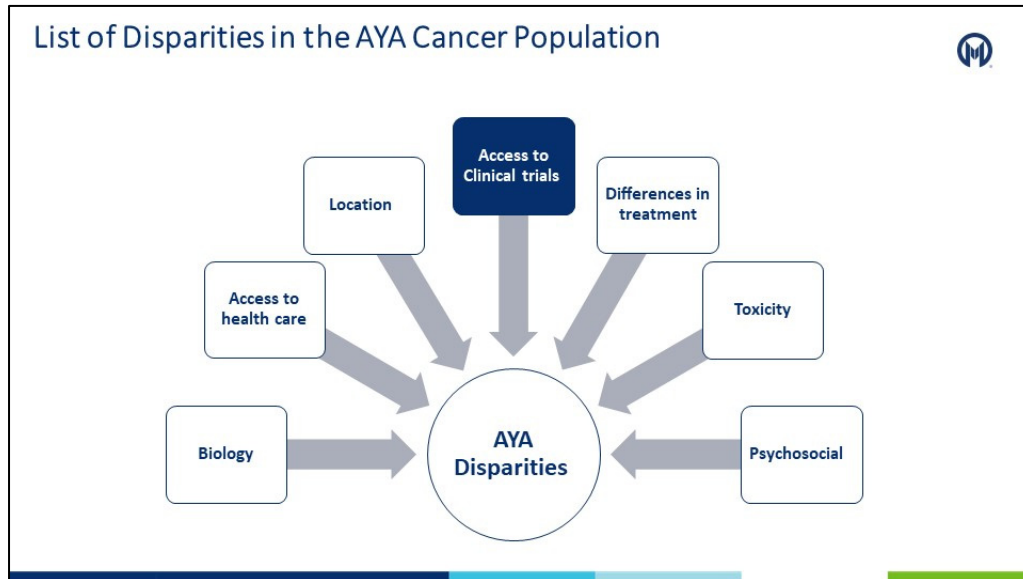 List of Disparities in the AYA Cancer Population
Access to
Clinical trials
Location
Differences in
treatment
Access to
health care
Toxicity
Biology
AYA
Disparities
Psychosocial